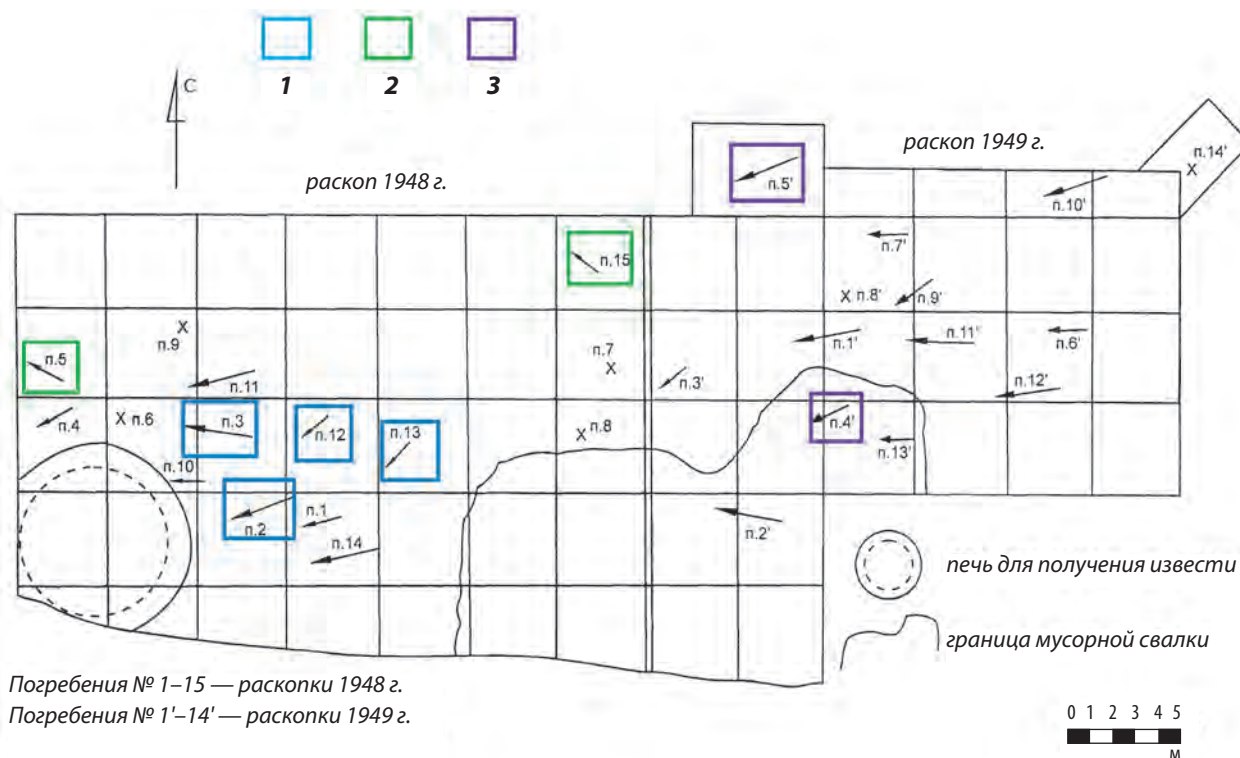 1 2 3
С
раскоп 1948 г.
раскоп 1949 г.
п.14'
п.5'
п.10'
п.7'
п.15
п.8'
п.9'
п.9
п.7
п.1'
п.11'
п.6'
п.5
п.11
п.3'
п.12'
п.4
п.6
п.3
п.12
п.13
п.8
п.4'
п.13'
п.10
п.2
п.1
п.14
п.2'
печь для получения извести
граница мусорной свалки
Погребения № 1–15 — раскопки 1948 г.
Погребения № 1'–14' — раскопки 1949 г.
0 1 2 3 4 5
м